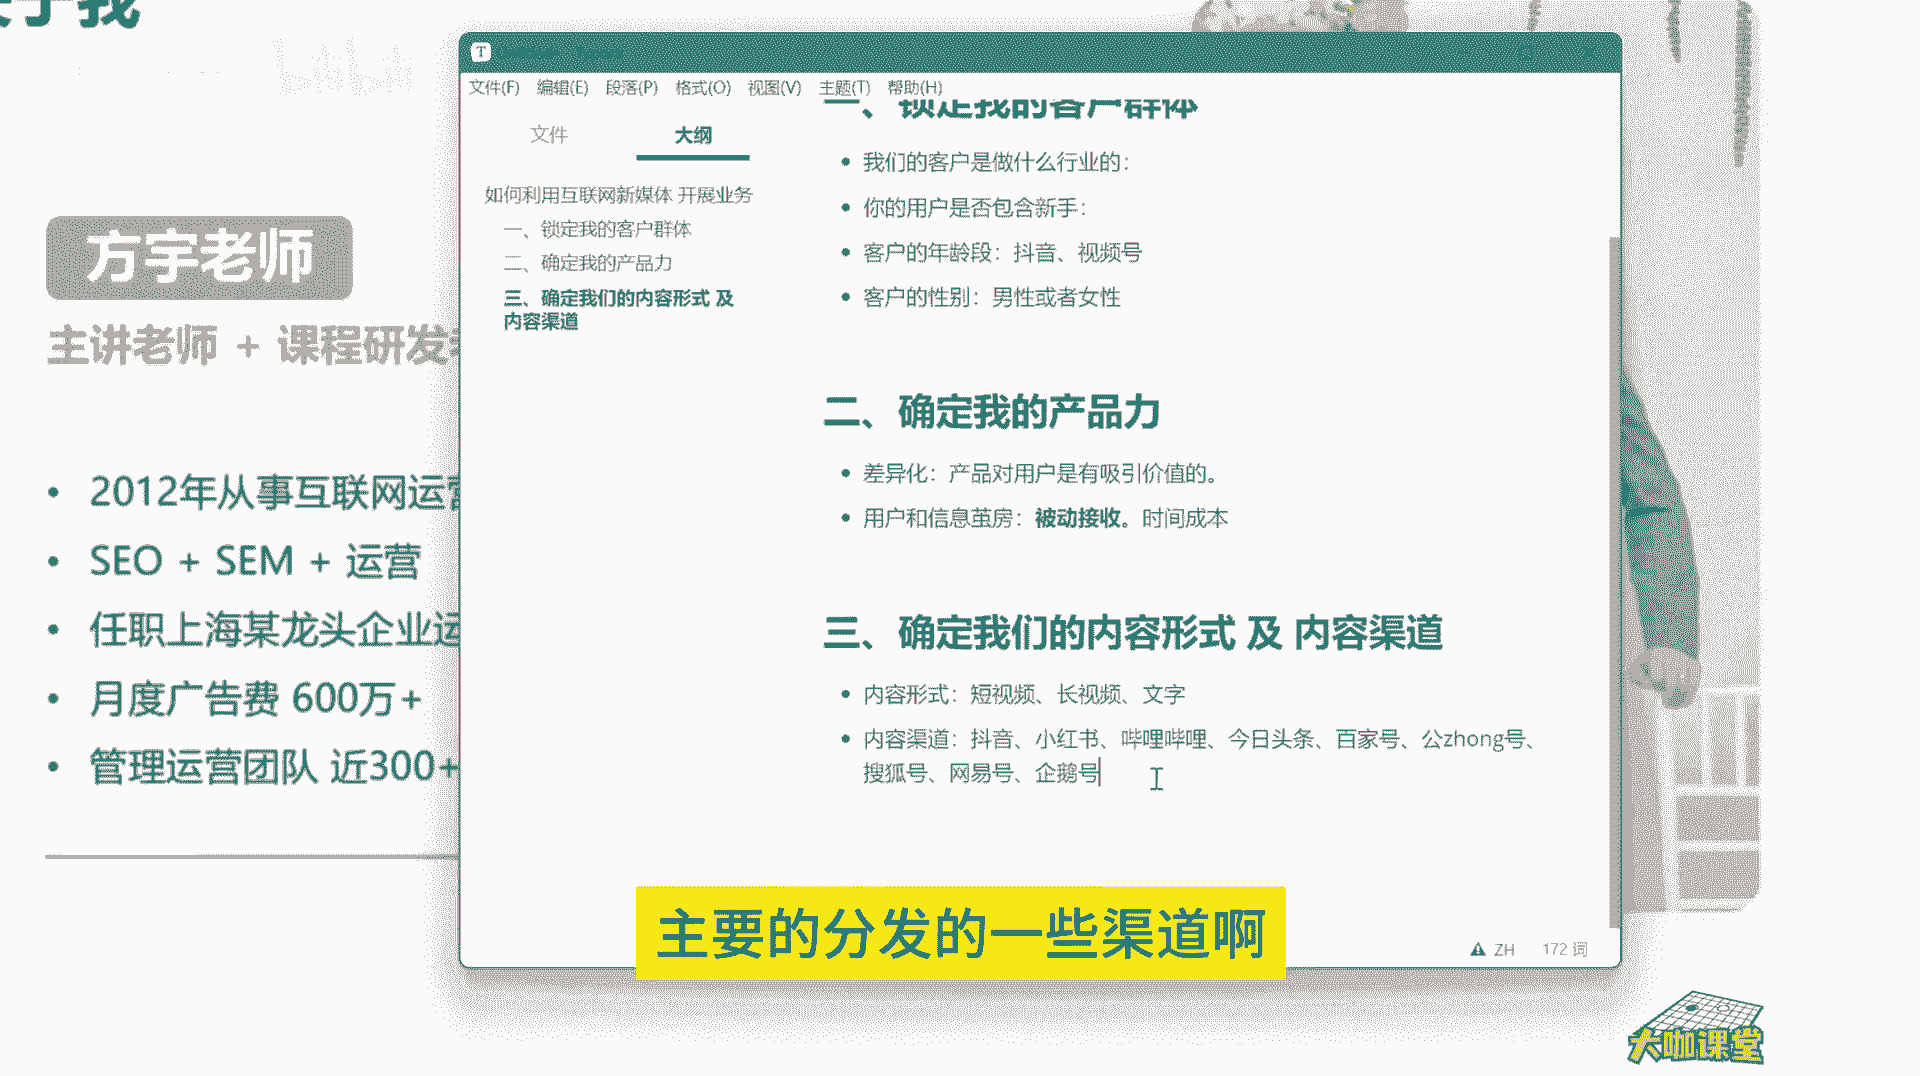 关于我
bilibili
方宇老师
主讲老师 + 课程研发
2012年从事互联网运营
SEO + SEM + 运营
任职上海某龙头企业运
月度广告费 600万+
管理运营团队 近300+
T
文件(F) 编辑(E) 段落(P) 格式(O) 视图(V) 主题(T) 帮助(H)
文件 大纲
如何利用互联网新媒体 开展业务
一、锁定我的客户群体
二、确定我的产品力
三、确定我们的内容形式 及
内容渠道
一、锁定我的客户群体
我们的客户是做什么行业的：
你的用户是否包含新手：
客户的年龄段：抖音、视频号
客户的性别：男性或者女性
二、确定我的产品力
差异化：产品对用户是有吸引价值的。
用户和信息茧房：被动接收。时间成本
三、确定我们的内容形式 及 内容渠道
内容形式：短视频、长视频、文字
内容渠道：抖音、小红书、哔哩哔哩、今日头条、百家号、公zhong号、
搜狐号、网易号、企鹅号
ZH 172 词
主要的分发的一些渠道啊
大咖课堂